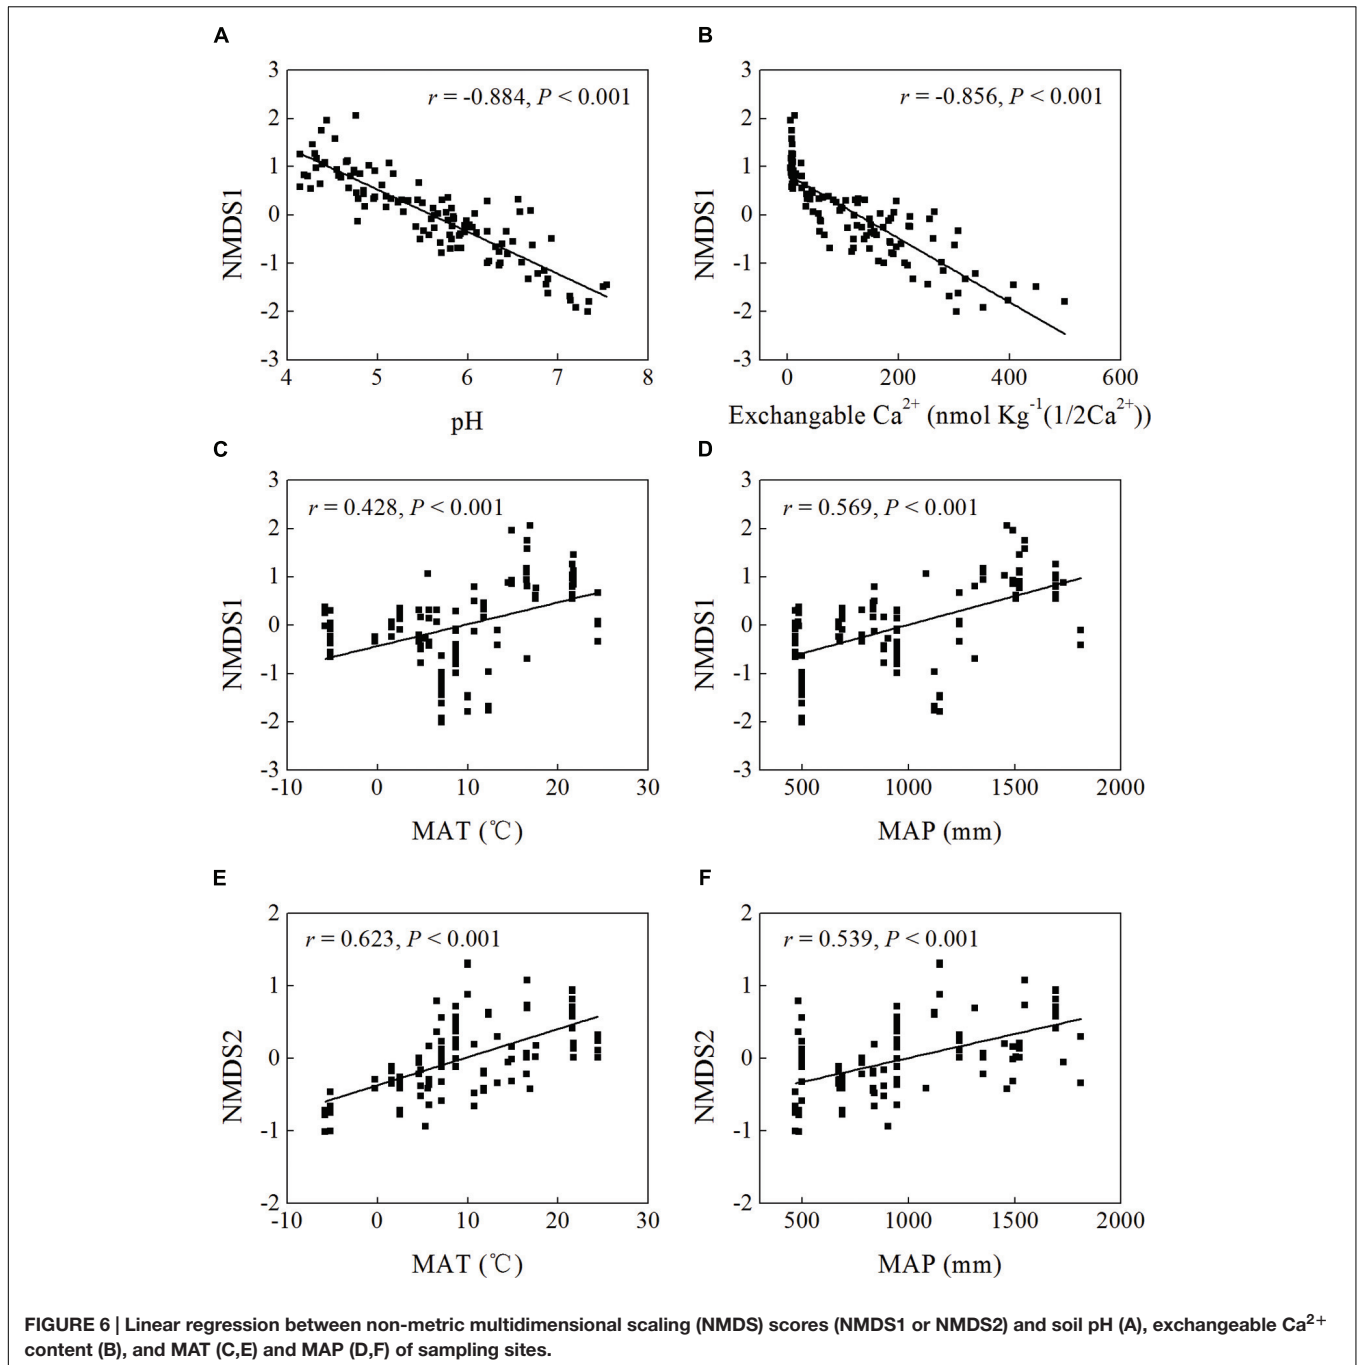 A
3
2
1
0
-1
-2
-3
NMDS1
r = -0.884, P < 0.001
4 5 6 7 8
pH
B
3
2
1
0
-1
-2
-3
NMDS1
r = -0.856, P < 0.001
0 200 400 600
Exchangable Ca²⁺ (nmol Kg⁻¹(1/2Ca²⁺))
C
3
2
1
0
-1
-2
-3
NMDS1
r = 0.428, P < 0.001
-10 0 10 20 30
MAT (℃)
D
3
2
1
0
-1
-2
-3
NMDS1
r = 0.569, P < 0.001
500 1000 1500 2000
MAP (mm)
E
2
1
0
-1
-2
NMDS2
r = 0.623, P < 0.001
-10 0 10 20 30
MAT (℃)
F
2
1
0
-1
-2
NMDS2
r = 0.539, P < 0.001
500 1000 1500 2000
MAP (mm)
FIGURE 6 | Linear regression between non-metric multidimensional scaling (NMDS) scores (NMDS1 or NMDS2) and soil pH (A), exchangeable Ca²⁺
content (B), and MAT (C,E) and MAP (D,F) of sampling sites.